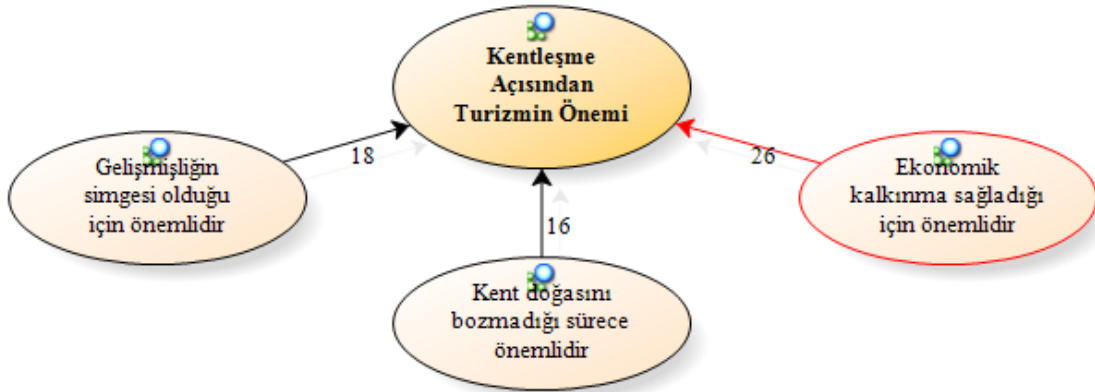 Kentleşme
Açısından
Turizmin Önemi
18
26
Gelişmişliğin
simgesi olduğu
için önemlidir
Ekonomik
kalkınma sağladığı
için önemlidir
16
Kent doğasını
bozmadığı sürece
önemlidir